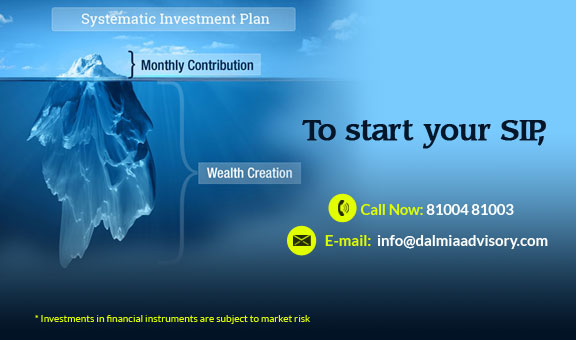 Systematic Investment Plan
Monthly Contribution
To start your SIP,
Wealth Creation
Call Now: 81004 81003
E-mail: info@dalmiaadvisory.com
* Investments in financial instruments are subject to market risk